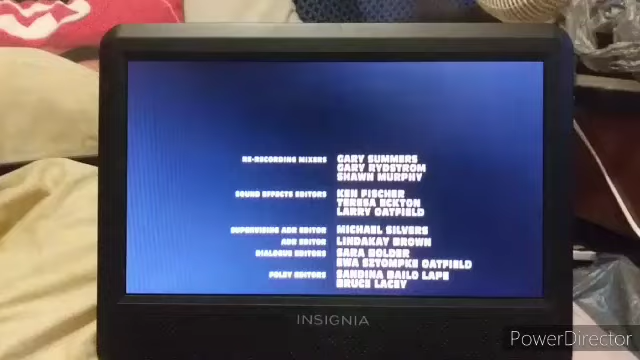 RE-RECORDING MIXERS GARY SUMMERS
GARY RYDSTROM
SHAWN MURPHY
SOUND EFFECTS EDITORS KEN FISCHER
TERESA ECKTON
LARRY OATFIELD
SUPERVISING ADR EDITOR MICHAEL SILVERS
ADR EDITOR LINDAKAY BROWN
DIALOGUE EDITORS SARA BOLDER
EWA SZTOMPKE OATFIELD
FOLEY EDITORS SANDINA BAILO LAPE
BRUCE LACEY
INSIGNIA
PowerDirector